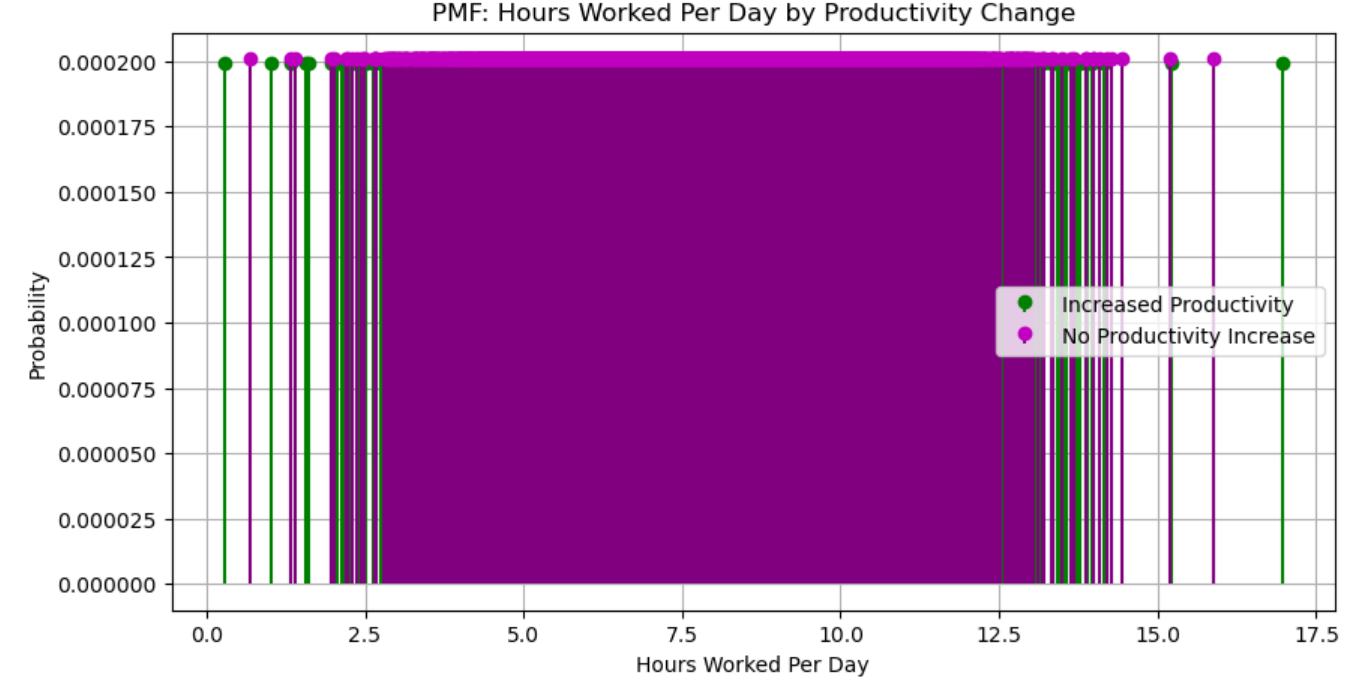 PMF: Hours Worked Per Day by Productivity Change
0.000200
0.000175
0.000150
0.000125
0.000100
0.000075
0.000050
0.000025
0.000000
Probability
Increased Productivity
No Productivity Increase
0.0 2.5 5.0 7.5 10.0 12.5 15.0 17.5
Hours Worked Per Day